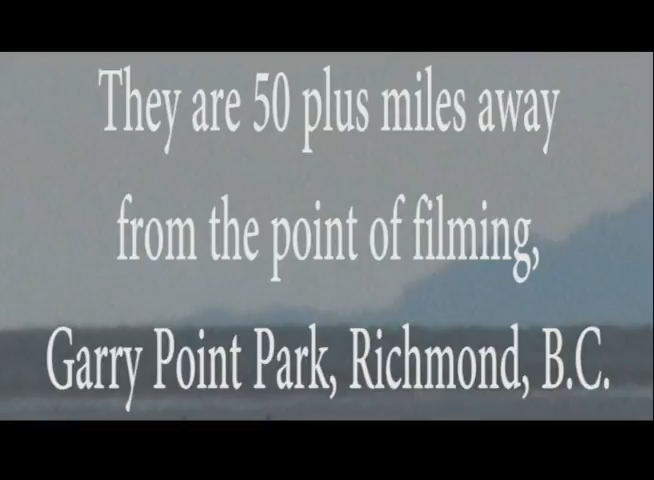 They are 50 plus miles away
from the point of filming,
Garry Point Park, Richmond, B.C.